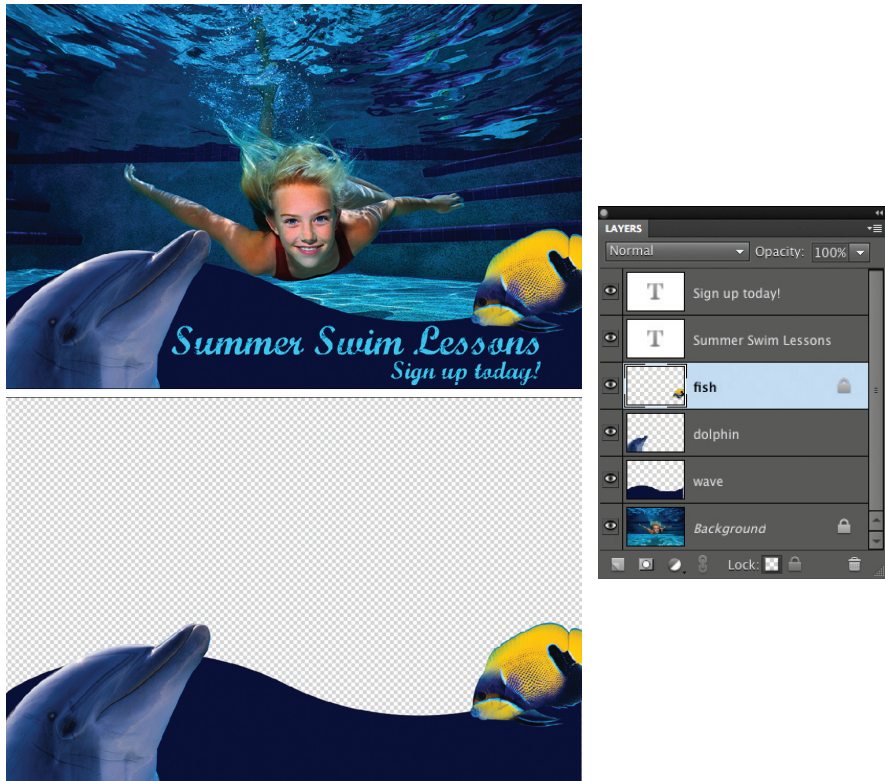 Summer Swim Lessons
Sign up today!
LAYERS
Normal Opacity: 100%
T Sign up today!
T Summer Swim Lessons
fish
dolphin
wave
Background
Lock: